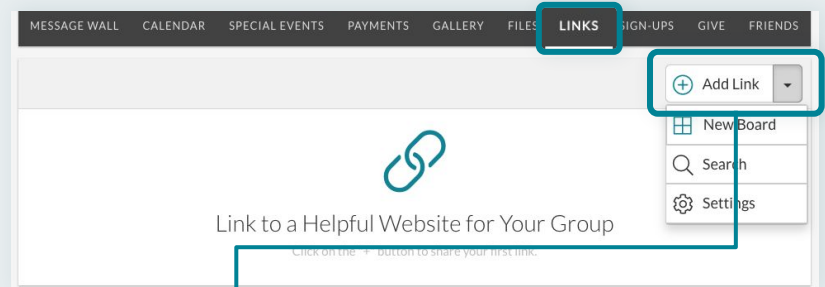 MESSAGE WALL CALENDAR SPECIAL EVENTS PAYMENTS GALLERY FILES LINKS SIGN-UPS GIVE FRIENDS
Add Link
New Board
Search
Settings
Link to a Helpful Website for Your Group
Click on the + button to share your first link.